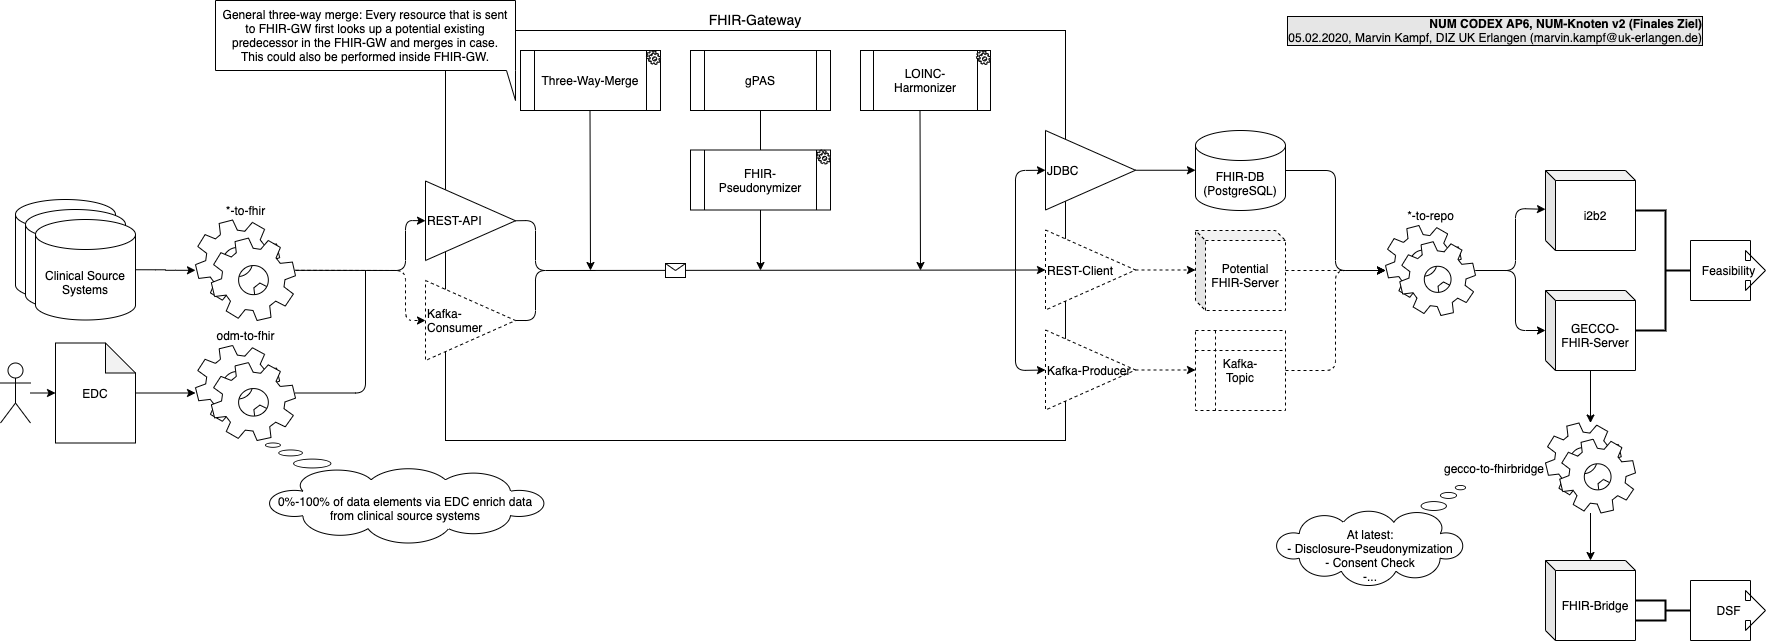 General three-way merge: Every resource that is sent
to FHIR-GW first looks up a potential existing
predecessor in the FHIR-GW and merges in case.
This could also be performed inside FHIR-GW.
FHIR-Gateway
NUM CODEX AP6, NUM-Knoten v2 (Finales Ziel)
05.02.2020, Marvin Kampf, DIZ UK Erlangen (marvin.kampf@uk-erlangen.de)
Three-Way-Merge
gPAS
LOINC-
Harmonizer
FHIR-
Pseudonymizer
JDBC
FHIR-DB
(PostgreSQL)
*-to-fhir
REST-API
*-to-repo
i2b2
Clinical Source
Systems
REST-Client
Potential
FHIR-Server
Feasibility
Kafka-
Consumer
GECCO-
FHIR-Server
odm-to-fhir
EDC
Kafka-Producer
Kafka-
Topic
gecco-to-fhirbridge
0%-100% of data elements via EDC enrich data
from clinical source systems
At latest:
- Disclosure-Pseudonymization
- Consent Check
-...
FHIR-Bridge
DSF